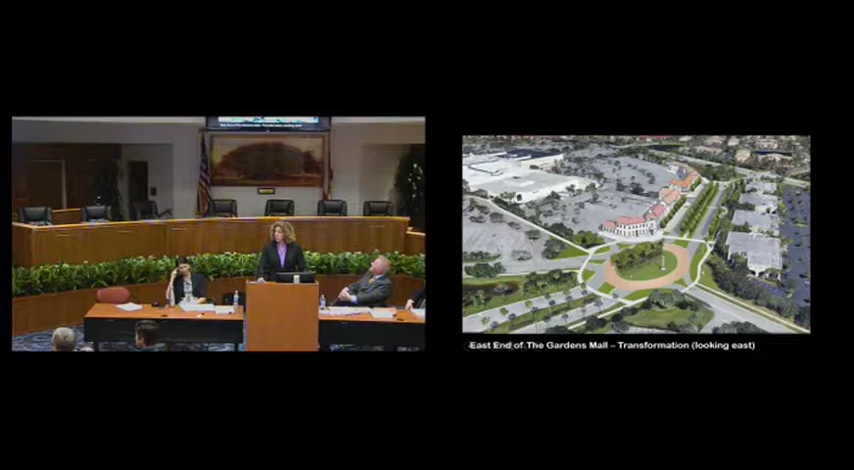 East End of The Gardens Mall – Transformation (looking east)